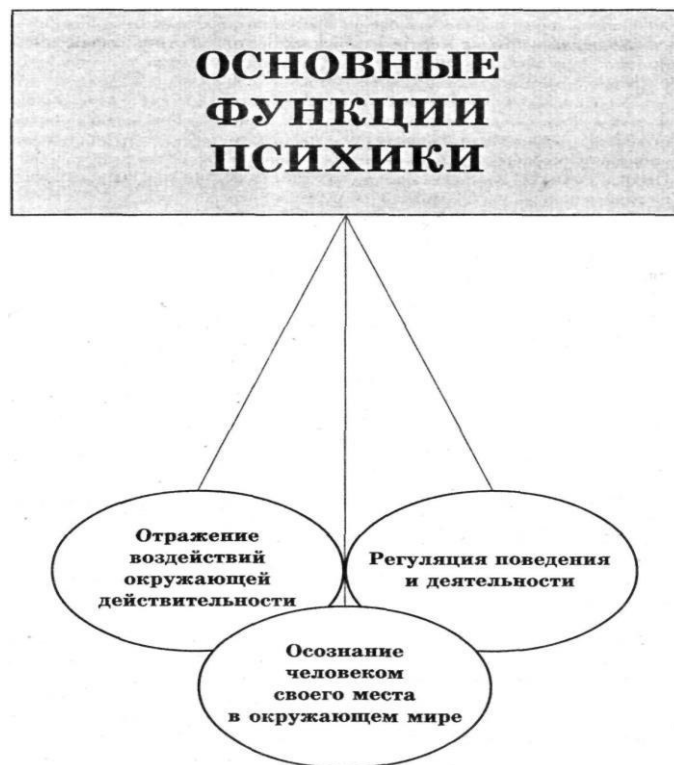 ОСНОВНЫЕ
ФУНКЦИИ
ПСИХИКИ
Отражение
воздействий
окружающей
действительности
Регуляция поведения
и деятельности
Осознание
человеком
своего места
в окружающем мире